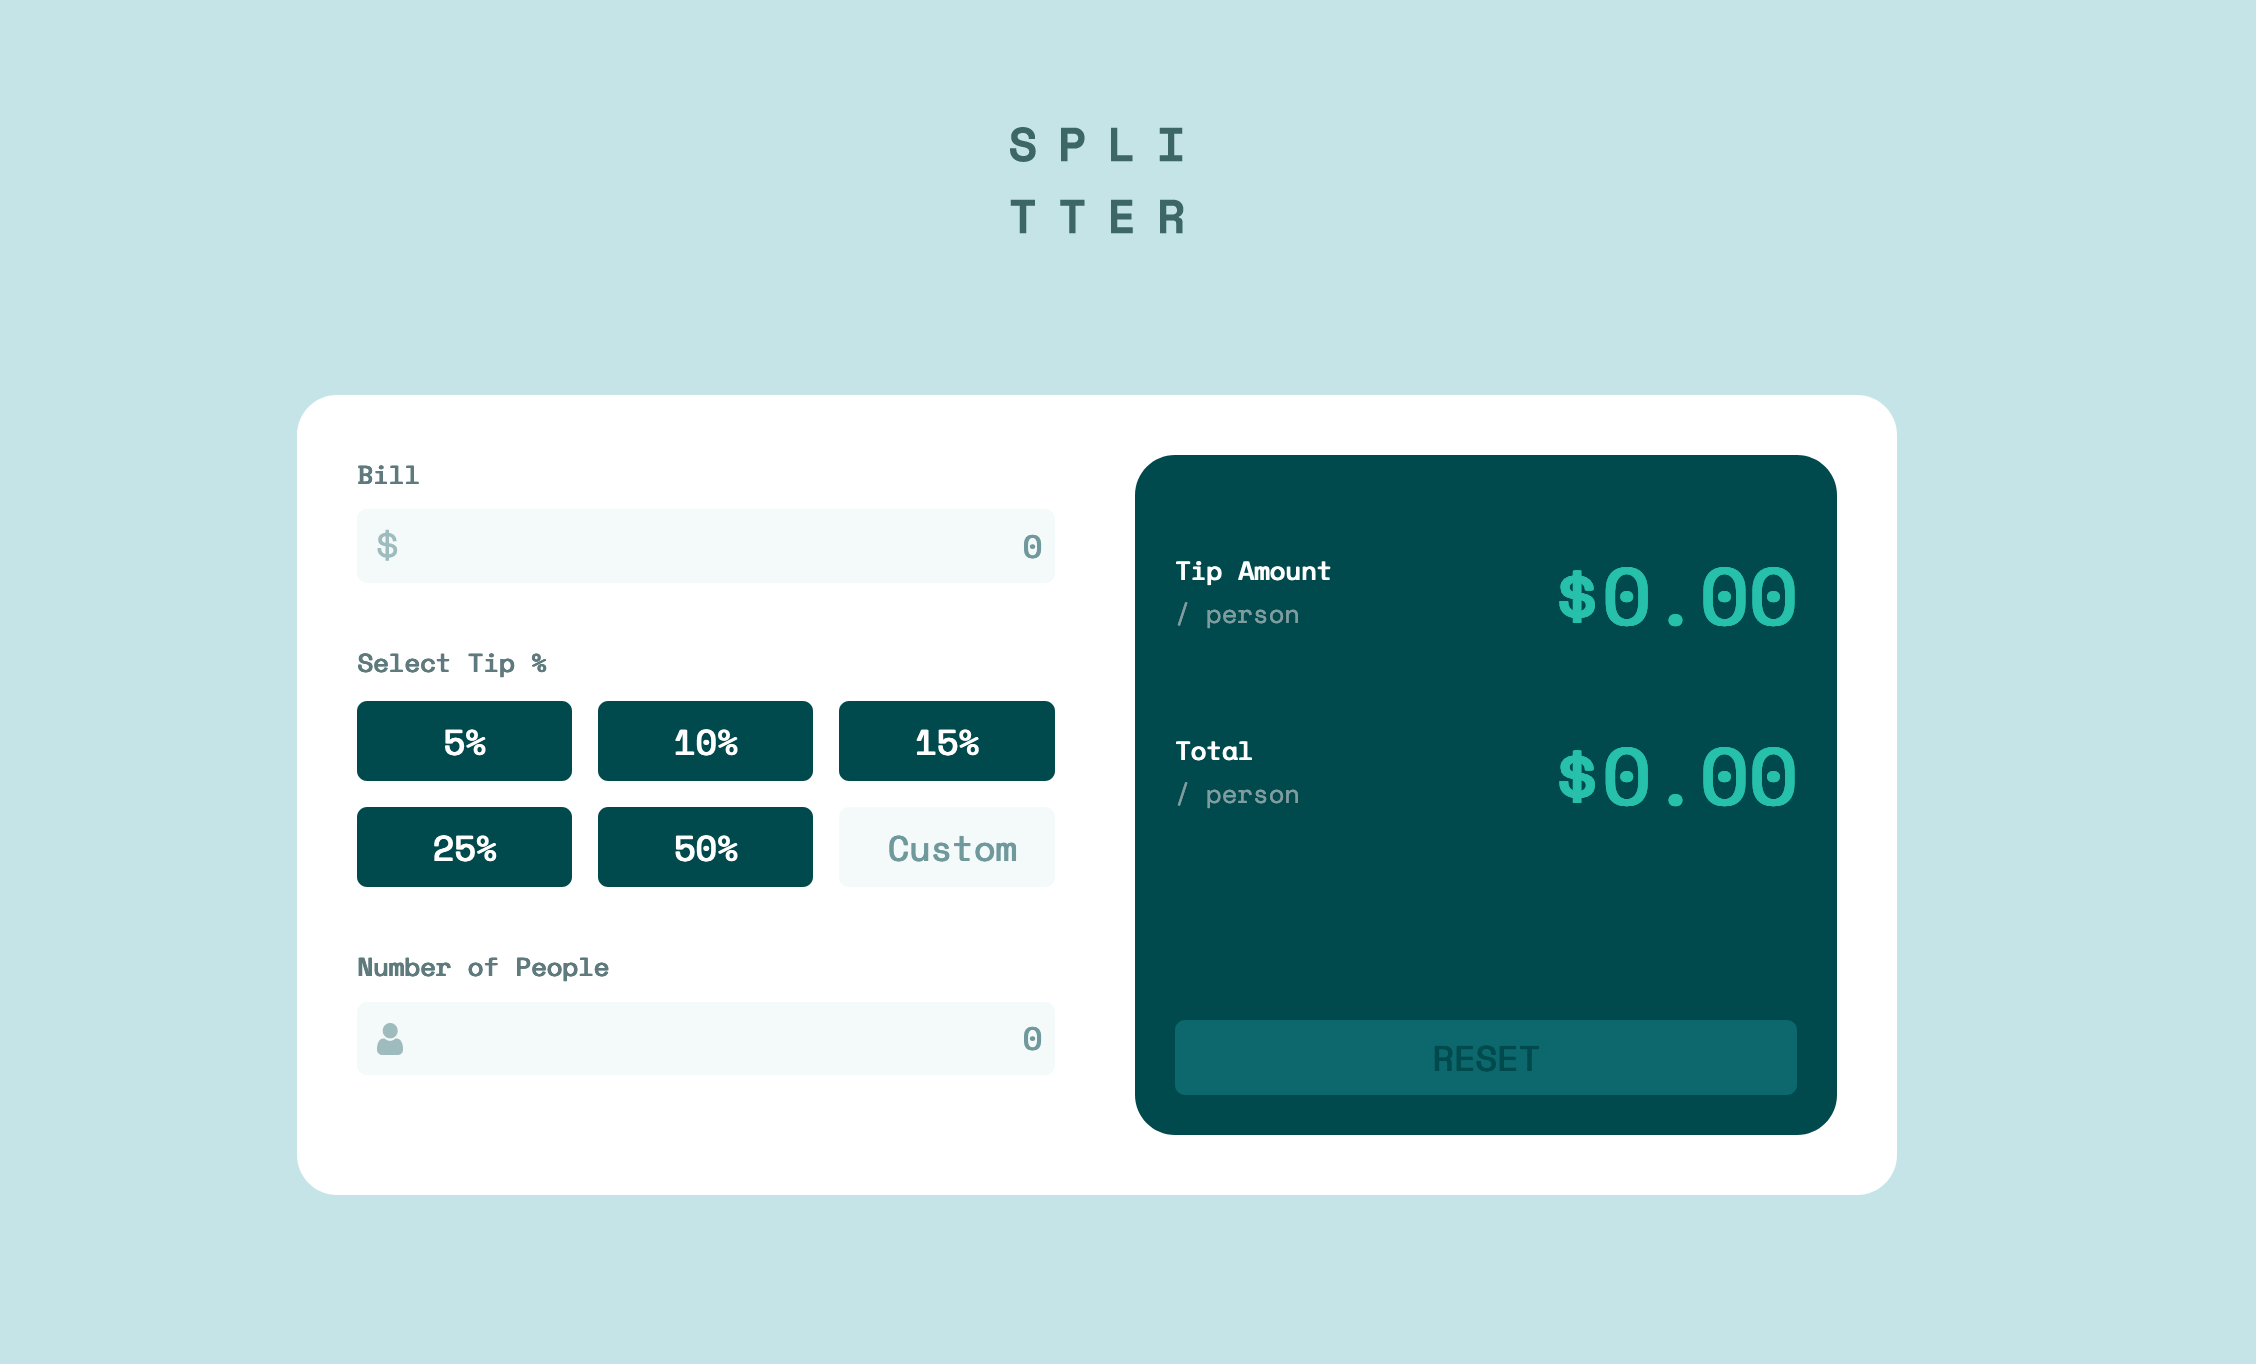 SPLI
TTER
Bill
$ 0
Select Tip %
5% 10% 15%
25% 50% Custom
Number of People
0
Tip Amount
/ person
$0.00
Total
/ person
$0.00
RESET